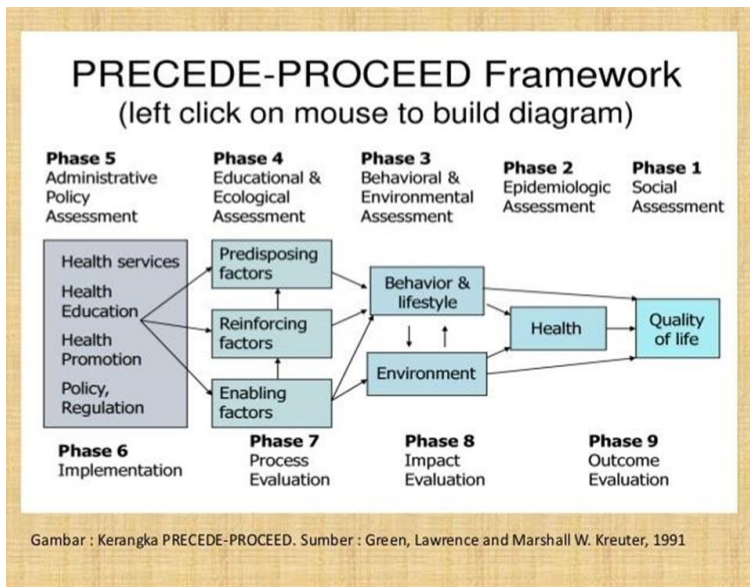 PRECEDE-PROCEED Framework
(left click on mouse to build diagram)
Phase 5
Administrative
Policy
Assessment
Phase 4
Educational &
Ecological
Assessment
Phase 3
Behavioral &
Environmental
Assessment
Phase 2
Epidemiologic
Assessment
Phase 1
Social
Assessment
Health services
Health
Education
Health
Promotion
Policy,
Regulation
Predisposing
factors
Reinforcing
factors
Enabling
factors
Behavior &
lifestyle
Environment
Health
Quality
of life
Phase 6
Implementation
Phase 7
Process
Evaluation
Phase 8
Impact
Evaluation
Phase 9
Outcome
Evaluation
Gambar : Kerangka PRECEDE-PROCEED. Sumber : Green, Lawrence and Marshall W. Kreuter, 1991